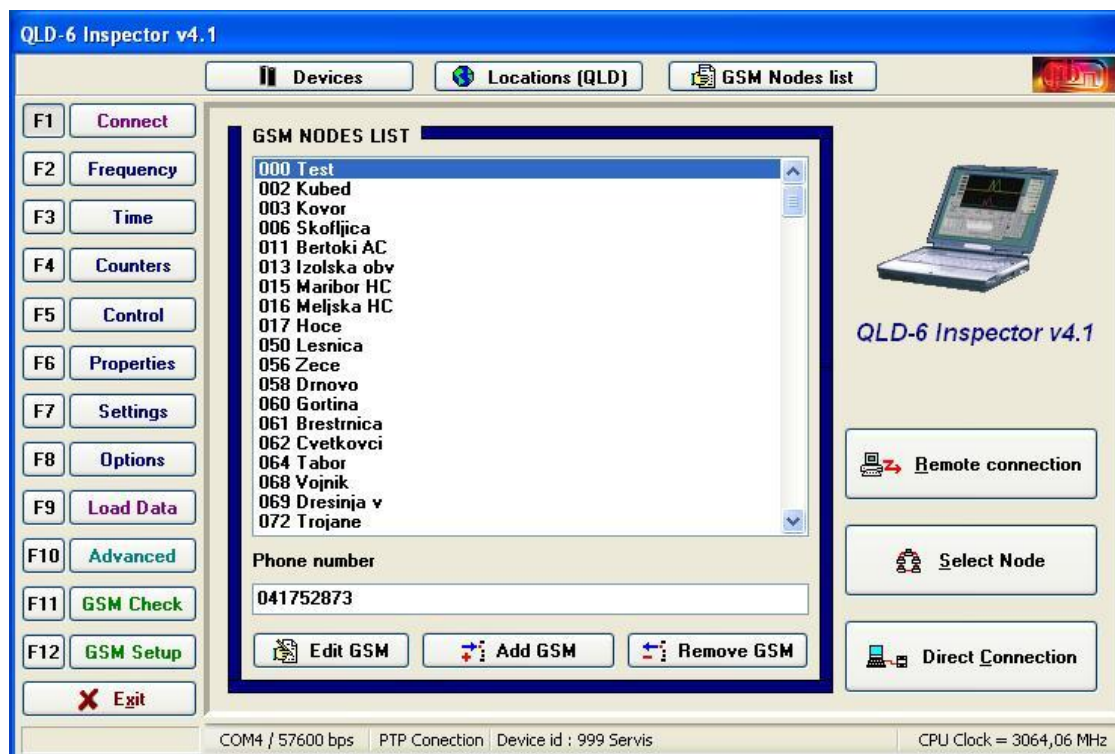 QLD-6 Inspector v4.1
Devices
Locations (QLD)
GSM Nodes list
F1 Connect
F2 Frequency
F3 Time
F4 Counters
F5 Control
F6 Properties
F7 Settings
F8 Options
F9 Load Data
F10 Advanced
F11 GSM Check
F12 GSM Setup
Exit
GSM NODES LIST
000 Test
002 Kubed
003 Kovor
006 Skofljica
011 Bertoki AC
013 Izolska obv
015 Maribor HC
016 Meljska HC
017 Hoce
050 Lesnica
056 Zece
058 Drnovo
060 Gortina
061 Brestrnica
062 Cvetkovci
064 Tabor
068 Vojnik
069 Dresinja v
072 Trojane
Phone number
041752873
Edit GSM
Add GSM
Remove GSM
QLD-6 Inspector v4.1
Remote connection
Select Node
Direct Connection
COM4 / 57600 bps
PTP Conection
Device id : 999 Servis
CPU Clock = 3064,06 MHz